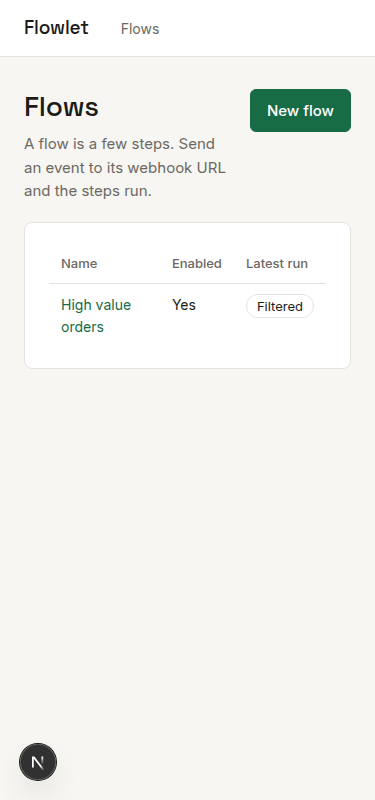 Flowlet Flows
Flows
New flow
A flow is a few steps. Send
an event to its webhook URL
and the steps run.
Name Enabled Latest run
High value Yes Filtered
orders
N